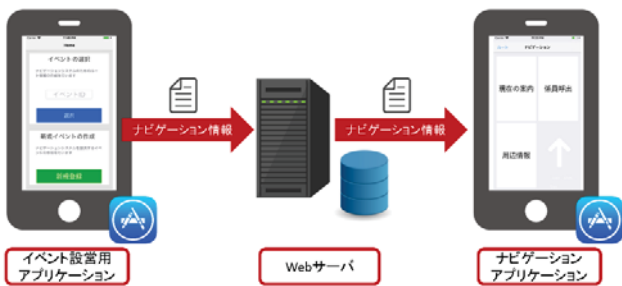 Home
イベントの選択
イベントID
選択
新規イベントの作成
新規登録
イベント設営用
アプリケーション
ナビゲーション情報
Webサーバ
ナビゲーション情報
ナビゲーション
現在の案内
係員呼出
周辺情報
ナビゲーション
アプリケーション